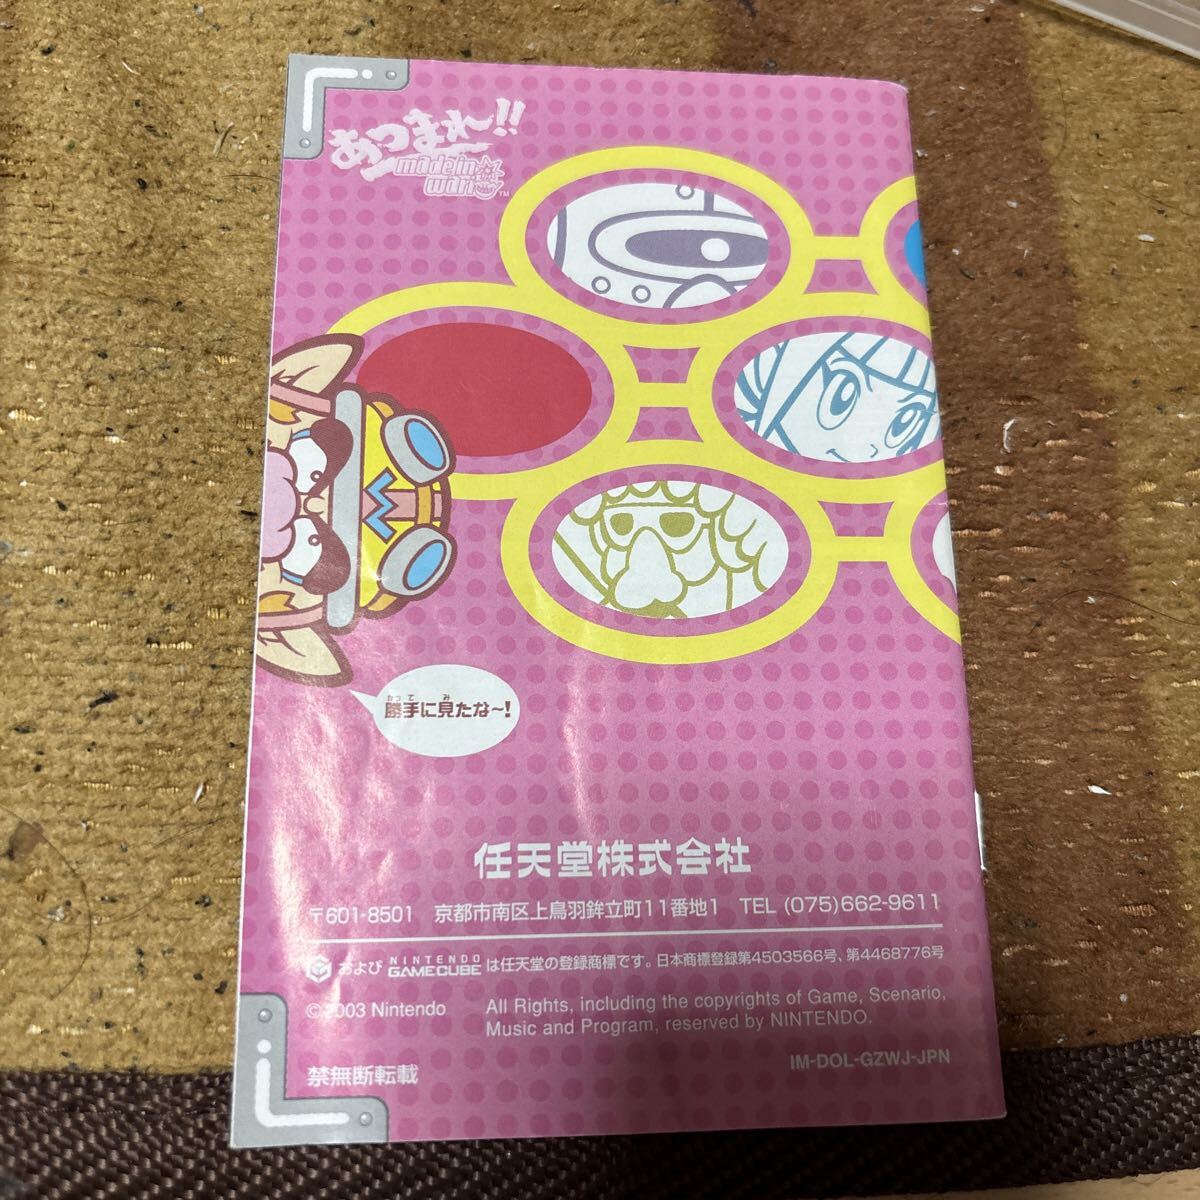 あつまれ!!
made in
wario™
W
かって み
勝手に見たな〜!
任天堂株式会社
〒601-8501 京都市南区上鳥羽鉾立町11番地1 TEL (075)662-9611
および NINTENDO GAMECUBE は任天堂の登録商標です。日本商標登録第4503566号、第4468776号
©2003 Nintendo All Rights, including the copyrights of Game, Scenario,
Music and Program, reserved by NINTENDO.
IM-DOL-GZWJ-JPN
禁無断転載